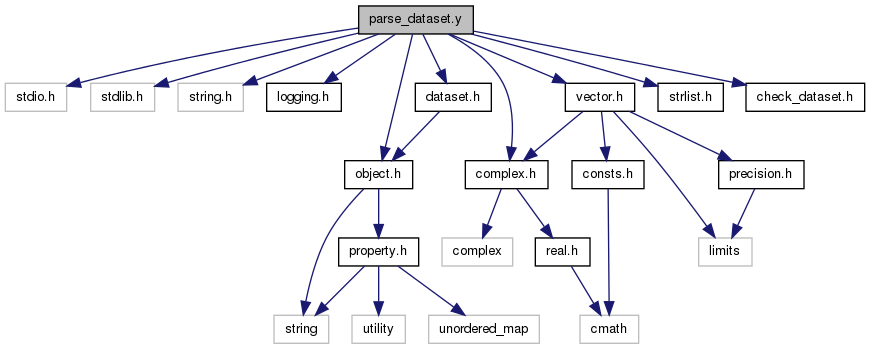 parse_dataset.y
stdio.h
stdlib.h
string.h
logging.h
dataset.h
vector.h
strlist.h
check_dataset.h
object.h
complex.h
consts.h
precision.h
property.h
complex
real.h
limits
string
utility
unordered_map
cmath